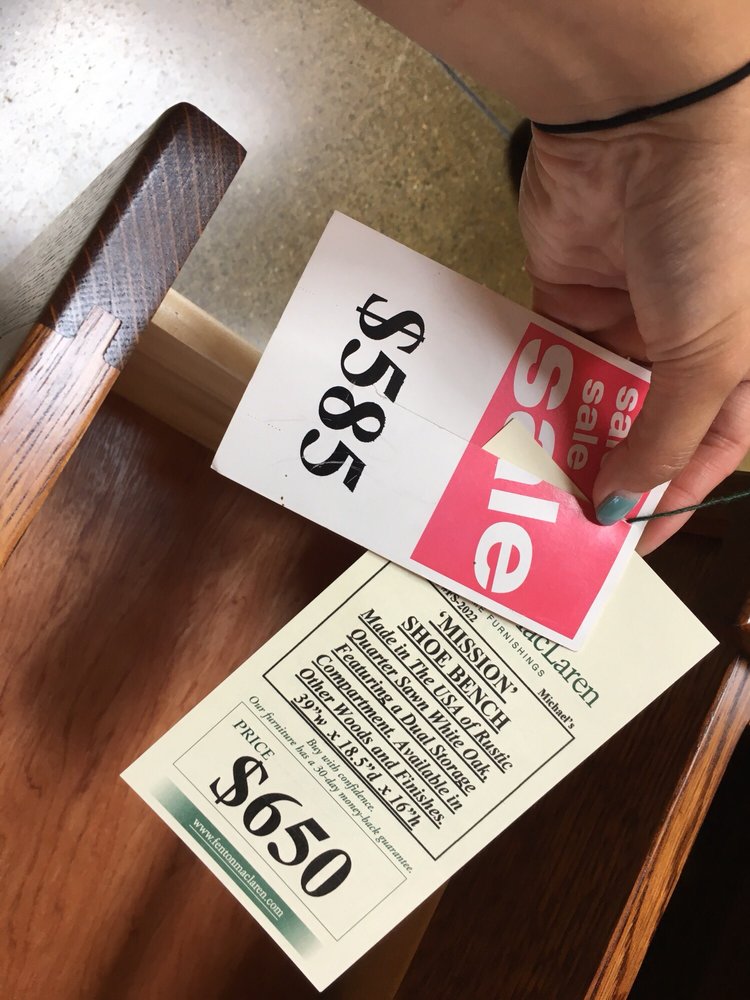 $585
sale
sale
sale
MacLaren
FURNISHINGS
Michael's
-2022
'MISSION'
SHOE BENCH
Made in The USA of Rustic
Quarter Sawn White Oak,
Featuring a Dual Storage
Compartment. Available in
Other Woods and Finishes.
39"w x 18.5"d x 16"h
Buy with confidence.
Our furniture has a 30-day money-back guarantee.
PRICE
$650
www.fentonmaclaren.com